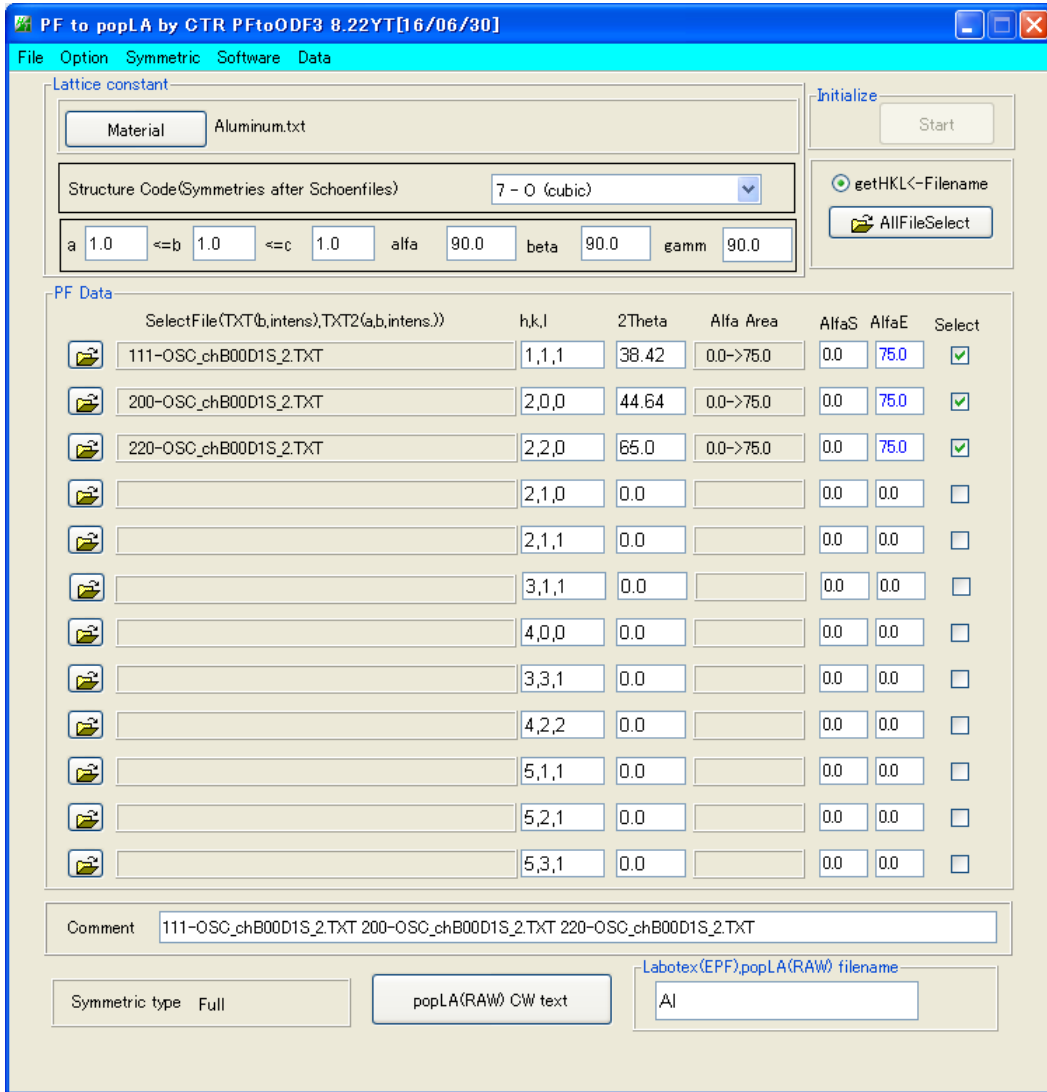 PF to popLA by CTR PFtoODF3 8.22YT[16/06/30]
File Option Symmetric Software Data
Lattice constant
Material Aluminum.txt
Initialize
Start
Structure Code(Symmetries after Schoenfiles) 7 - O (cubic)
getHKL<-Filename
AllFileSelect
a 1.0 <=b 1.0 <=c 1.0 alfa 90.0 beta 90.0 gamm 90.0
PF Data
SelectFile(TXT(b,intens),TXT2(a,b,intens.)) h,k,l 2Theta Alfa Area AlfaS AlfaE Select
111-OSC_chB00D1S_2.TXT 1,1,1 38.42 0.0->75.0 0.0 75.0
200-OSC_chB00D1S_2.TXT 2,0,0 44.64 0.0->75.0 0.0 75.0
220-OSC_chB00D1S_2.TXT 2,2,0 65.0 0.0->75.0 0.0 75.0
2,1,0 0.0 0.0 0.0
2,1,1 0.0 0.0 0.0
3,1,1 0.0 0.0 0.0
4,0,0 0.0 0.0 0.0
3,3,1 0.0 0.0 0.0
4,2,2 0.0 0.0 0.0
5,1,1 0.0 0.0 0.0
5,2,1 0.0 0.0 0.0
5,3,1 0.0 0.0 0.0
Comment 111-OSC_chB00D1S_2.TXT 200-OSC_chB00D1S_2.TXT 220-OSC_chB00D1S_2.TXT
Symmetric type Full
popLA(RAW) CW text
Labotex(EPF),popLA(RAW) filename
Al